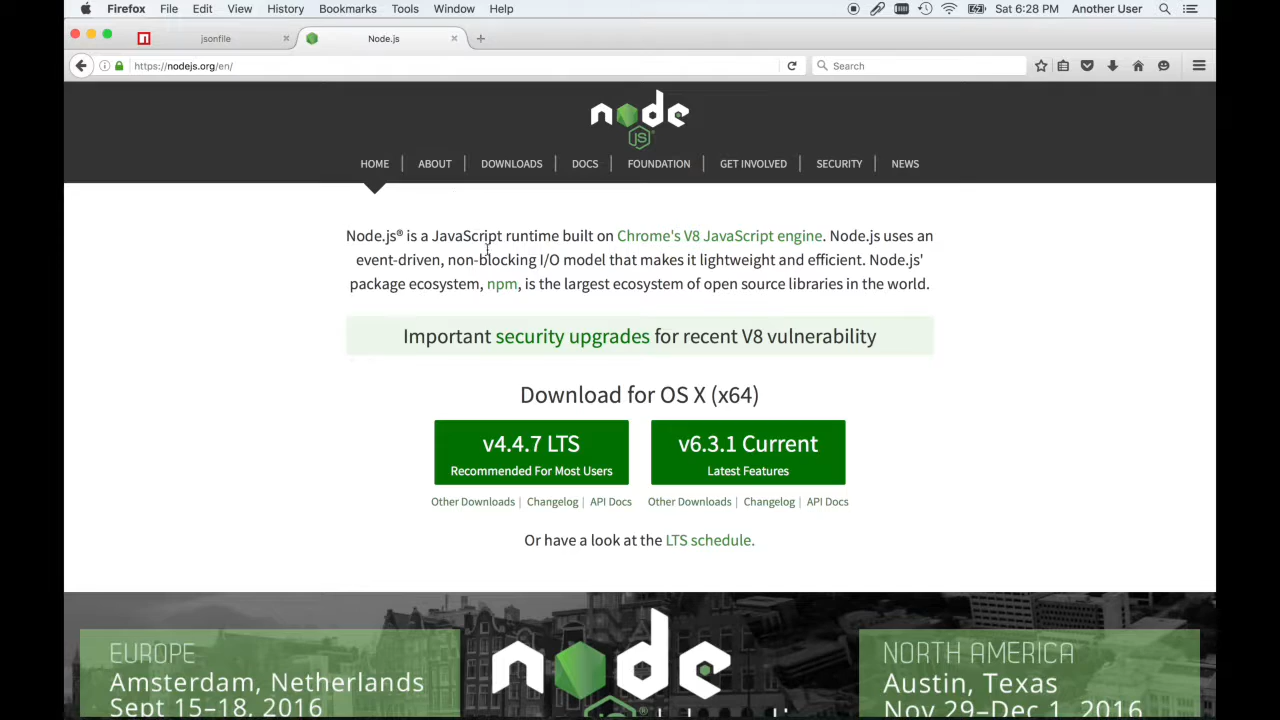 Firefox File Edit View History Bookmarks Tools Window Help Sat 6:28 PM Another User
jsonfile Node.js
https://nodejs.org/en/ Search
node
JS
HOME ABOUT DOWNLOADS DOCS FOUNDATION GET INVOLVED SECURITY NEWS
Node.js® is a JavaScript runtime built on Chrome's V8 JavaScript engine. Node.js uses an
event-driven, non-blocking I/O model that makes it lightweight and efficient. Node.js'
package ecosystem, npm, is the largest ecosystem of open source libraries in the world.
Important security upgrades for recent V8 vulnerability
Download for OS X (x64)
v4.4.7 LTS
Recommended For Most Users
v6.3.1 Current
Latest Features
Other Downloads | Changelog | API Docs
Other Downloads | Changelog | API Docs
Or have a look at the LTS schedule.
EUROPE
Amsterdam, Netherlands
Sept 15–18, 2016
node
NORTH AMERICA
Austin, Texas
Nov 29–Dec 1, 2016